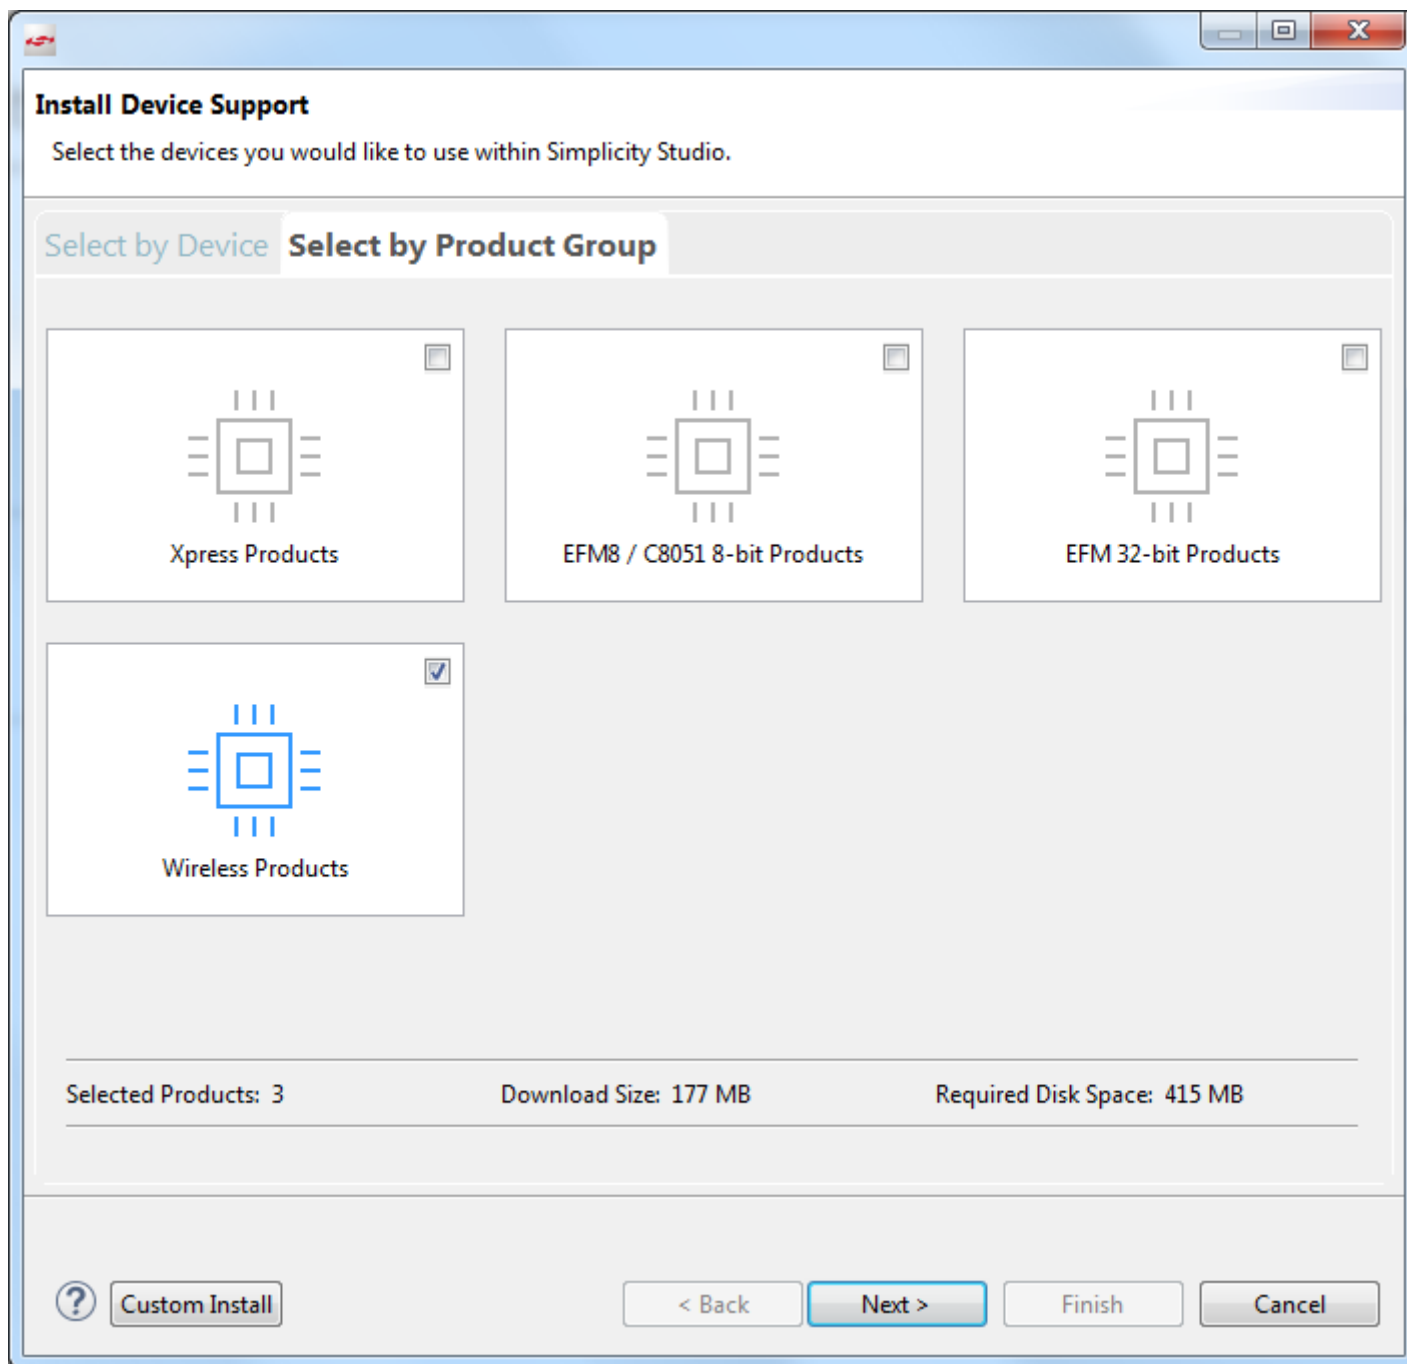 Install Device Support
Select the devices you would like to use within Simplicity Studio.
Select by Device Select by Product Group
Xpress Products
EFM8 / C8051 8-bit Products
EFM 32-bit Products
Wireless Products
Selected Products: 3 Download Size: 177 MB Required Disk Space: 415 MB
? Custom Install < Back Next > Finish Cancel